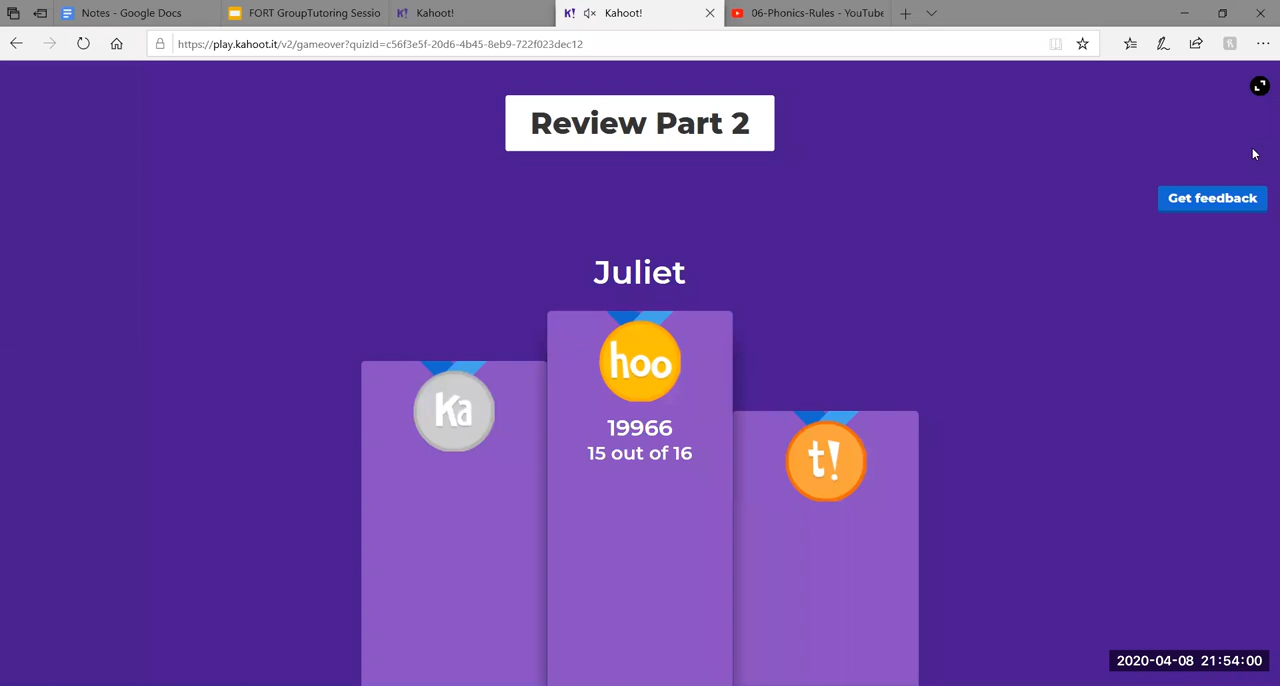 Notes - Google Docs
FORT GroupTutoring Sessio
K! Kahoot!
K! Kahoot!
06-Phonics-Rules - YouTube
https://play.kahoot.it/v2/gameover?quizId=c56f3e5f-20d6-4b45-8eb9-722f023dec12
Review Part 2
Get feedback
Juliet
hoo
Ka
19966
15 out of 16
t!
2020-04-08 21:54:00